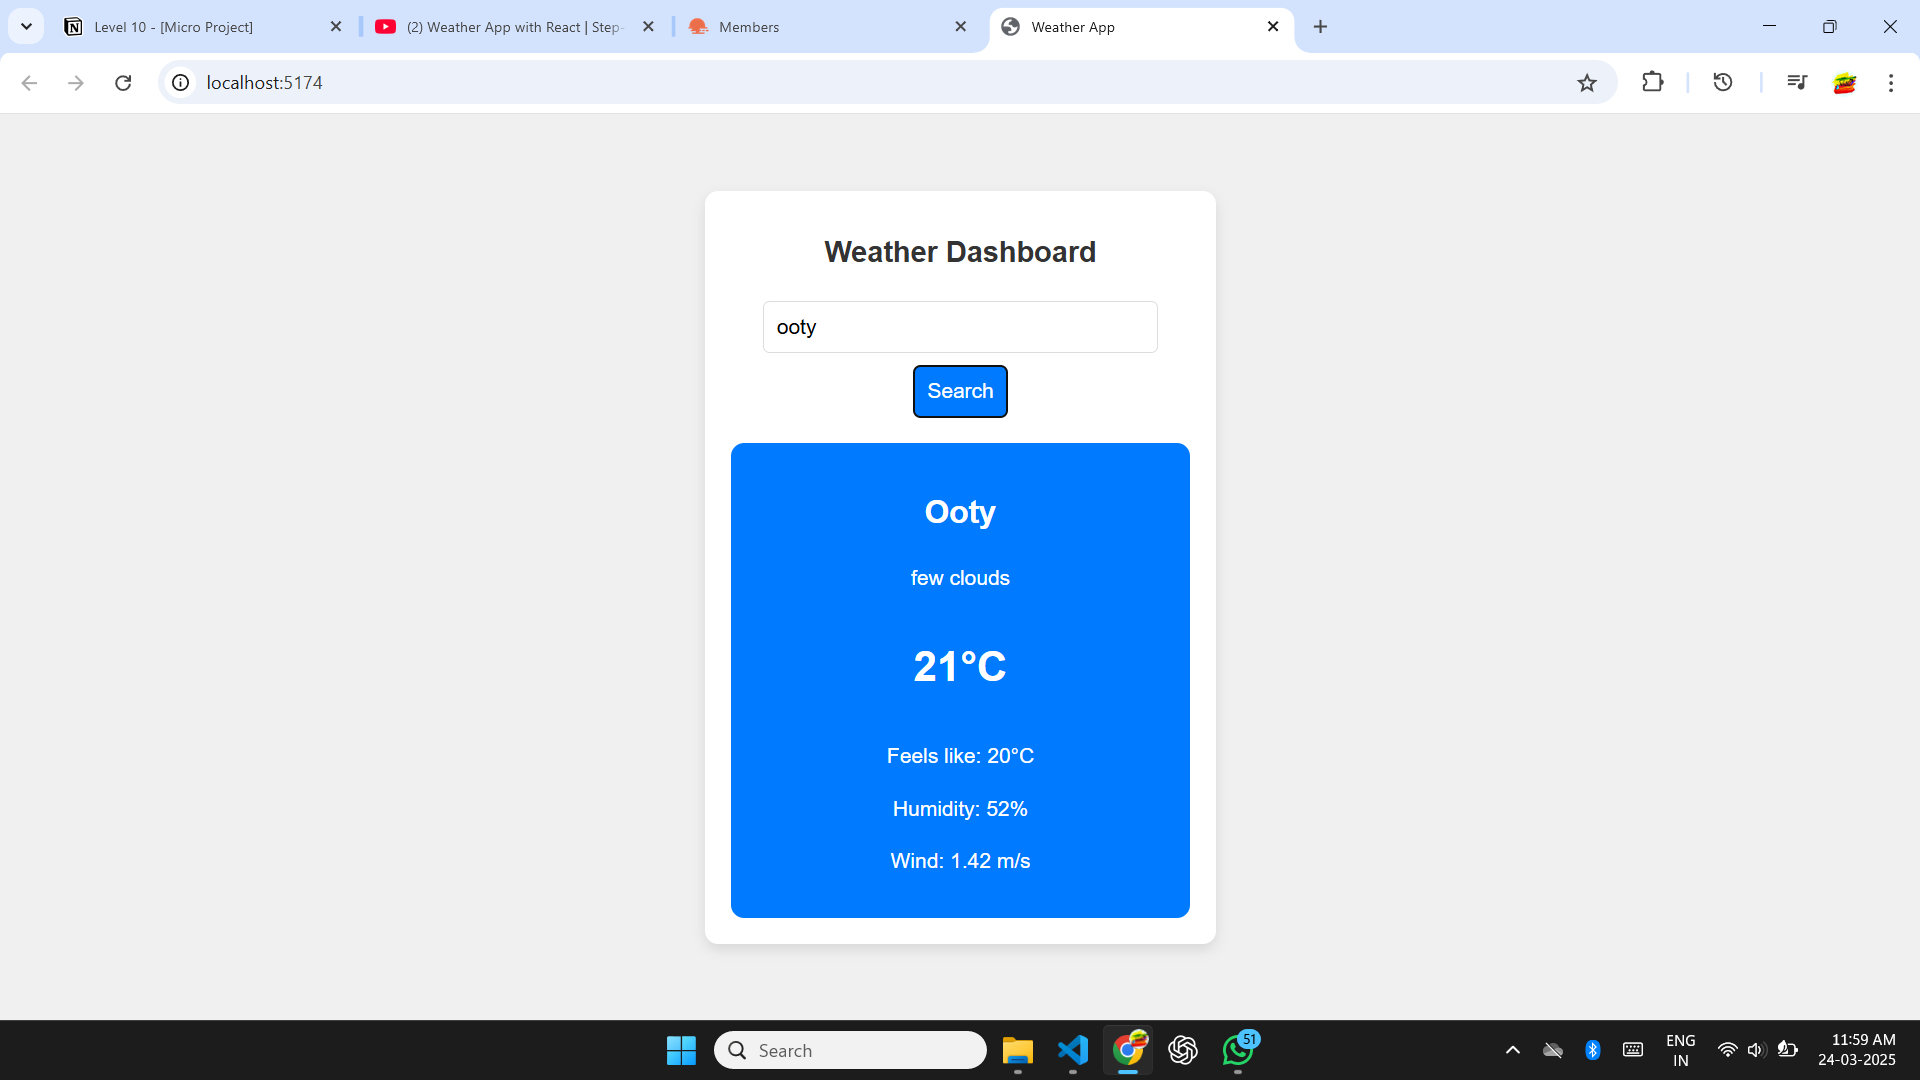 Level 10 - [Micro Project]
(2) Weather App with React | Step-
Members
Weather App
localhost:5174
Weather Dashboard
ooty
Search
Ooty
few clouds
21°C
Feels like: 20°C
Humidity: 52%
Wind: 1.42 m/s
Search
51
ENG
IN
11:59 AM
24-03-2025